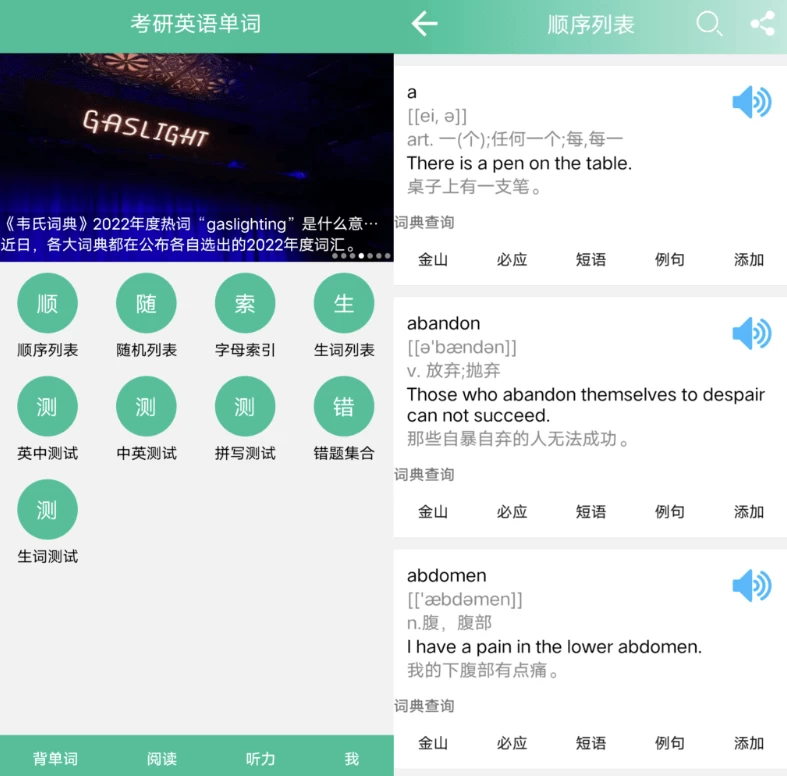 考研英语单词
GASLIGHT
《韦氏词典》2022年度热词“gaslighting”是什么意…
近日，各大词典都在公布各自选出的2022年度词汇。
顺 随 索 生
顺序列表 随机列表 字母索引 生词列表
测 测 测 错
英中测试 中英测试 拼写测试 错题集合
测
生词测试
背单词 阅读 听力 我
顺序列表
a
[[ei, ə]]
art. 一(个);任何一个;每,每一
There is a pen on the table.
桌子上有一支笔。
词典查询
金山 必应 短语 例句 添加
abandon
[[ə'bændən]]
v. 放弃;抛弃
Those who abandon themselves to despair
can not succeed.
那些自暴自弃的人无法成功。
词典查询
金山 必应 短语 例句 添加
abdomen
[['æbdəmen]]
n.腹，腹部
I have a pain in the lower abdomen.
我的下腹部有点痛。
词典查询
金山 必应 短语 例句 添加